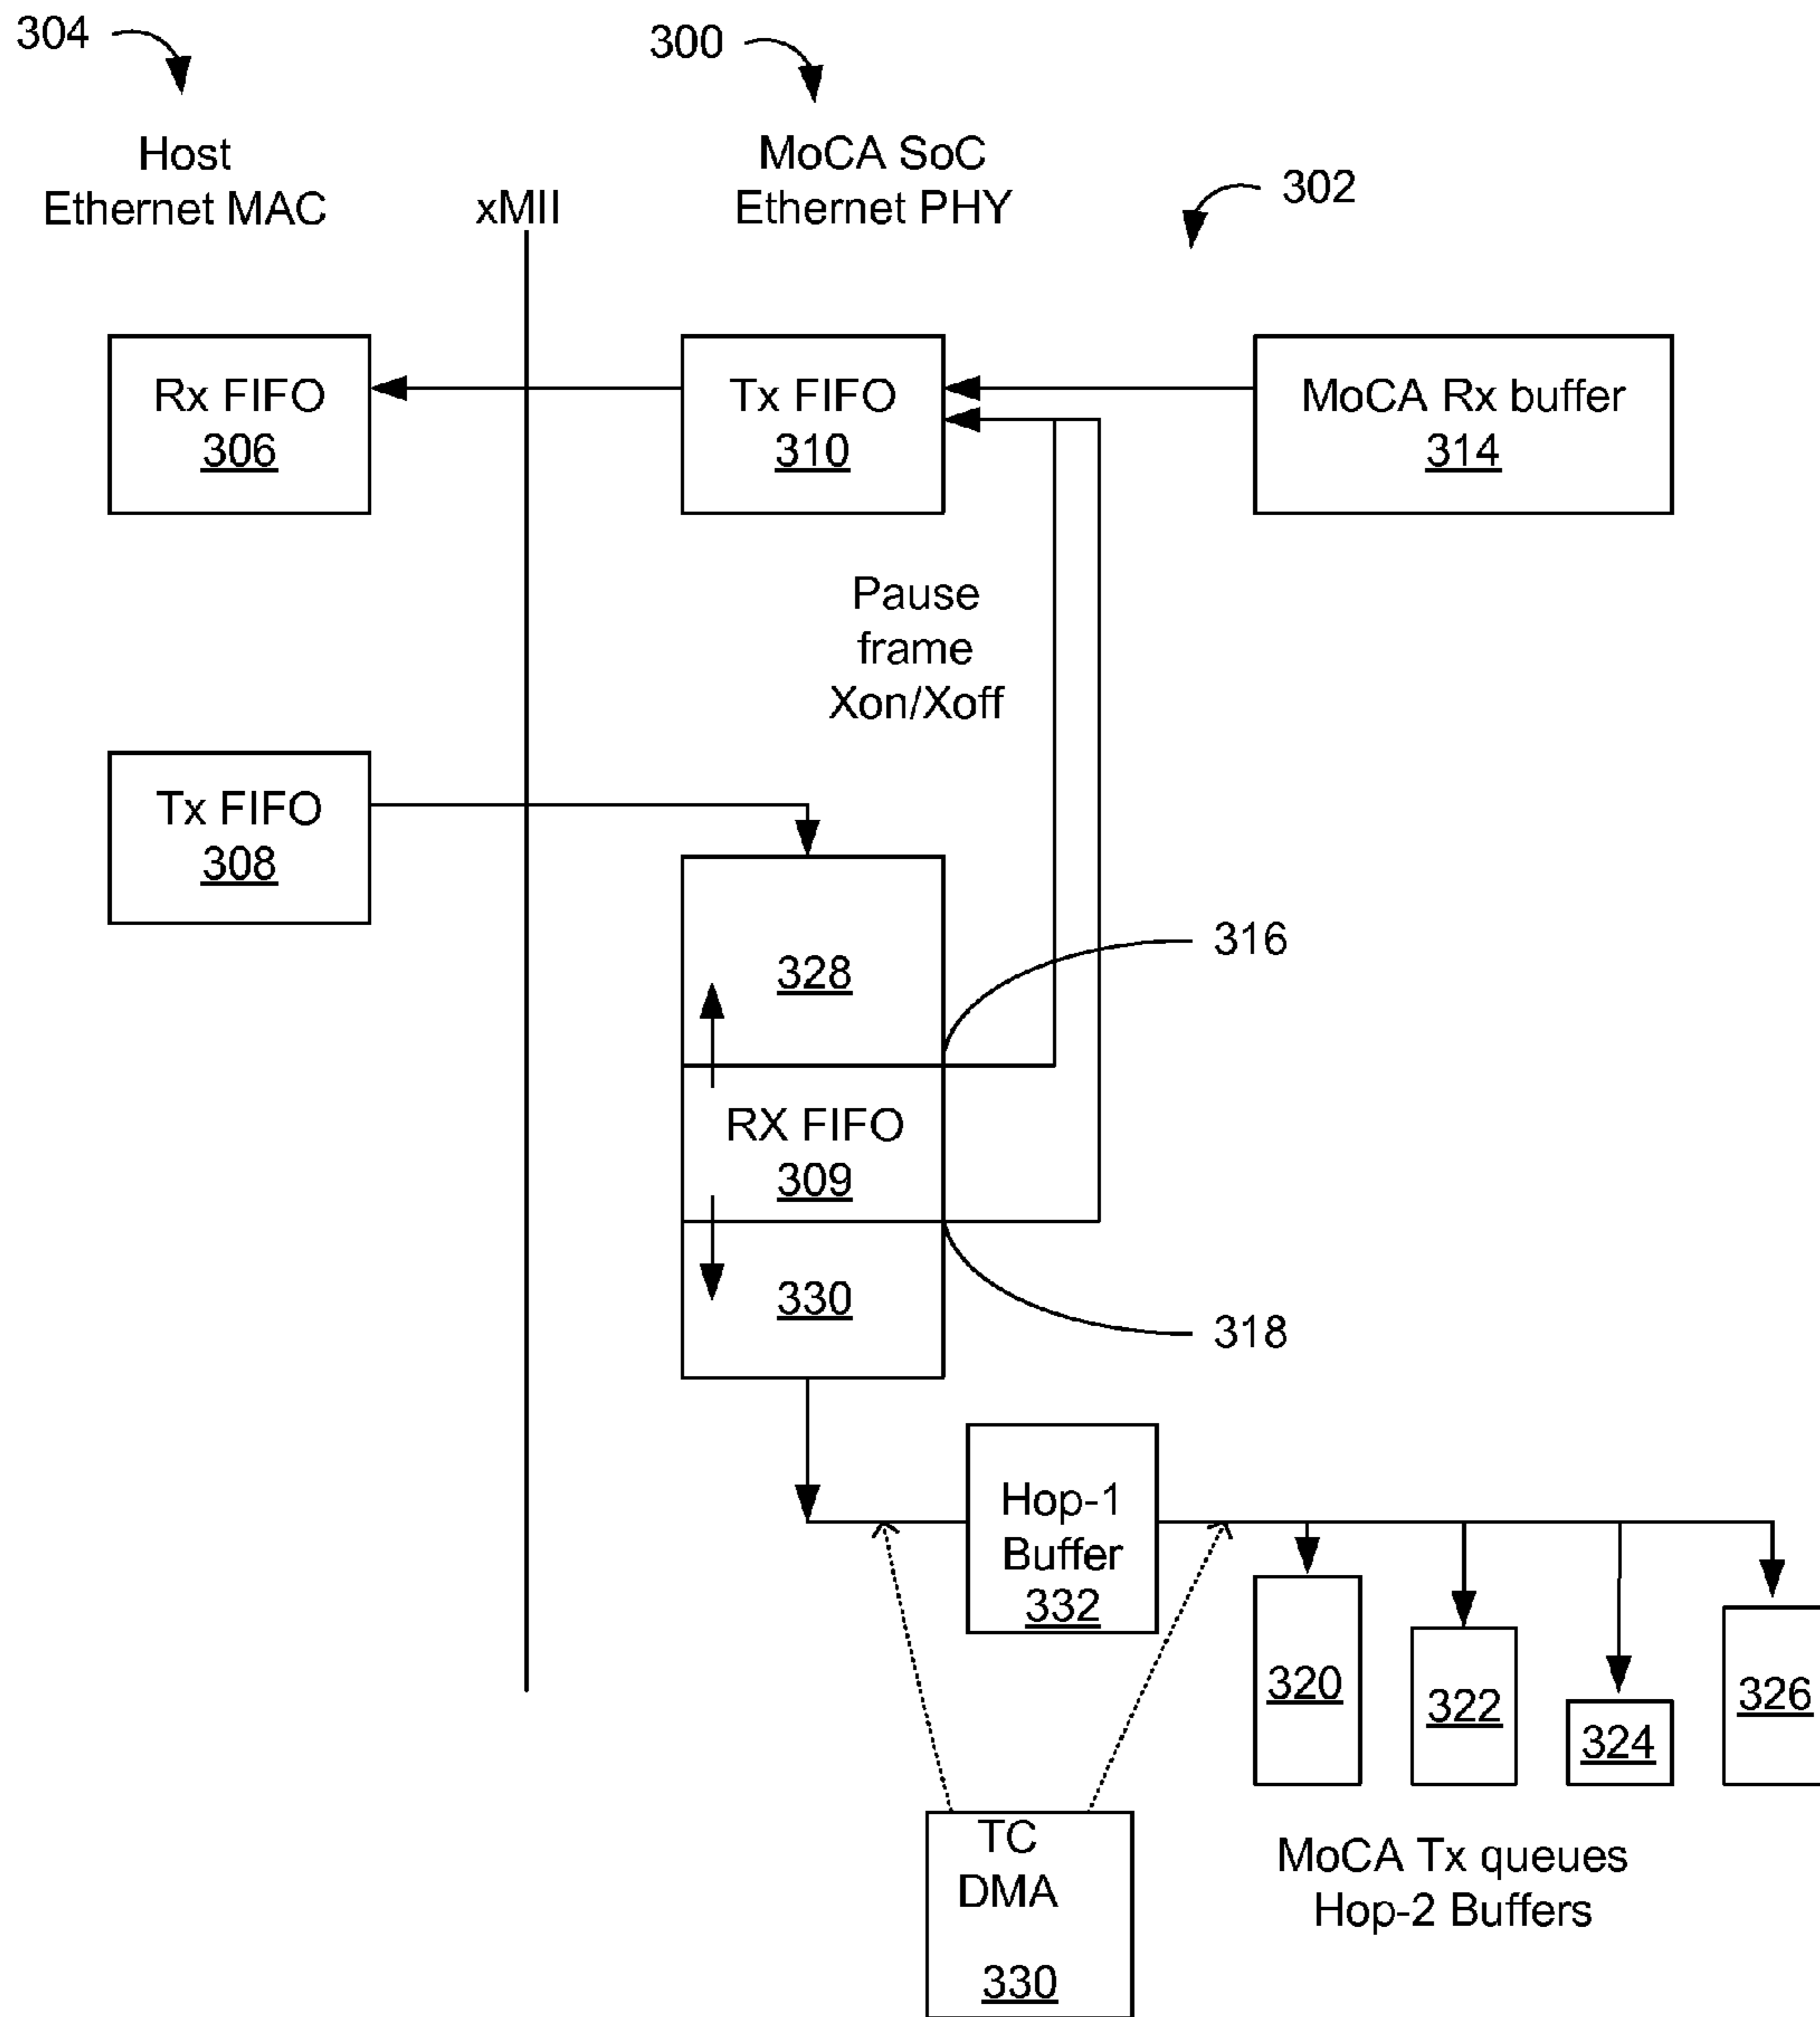 304
300
Host
Ethernet MAC
xMII
MoCA SoC
Ethernet PHY
302
Rx FIFO
306
Tx FIFO
310
MoCA Rx buffer
314
Pause
frame
Xon/Xoff
Tx FIFO
308
328
316
RX FIFO
309
330
318
Hop-1
Buffer
332
320
322
324
326
TC
DMA
330
MoCA Tx queues
Hop-2 Buffers